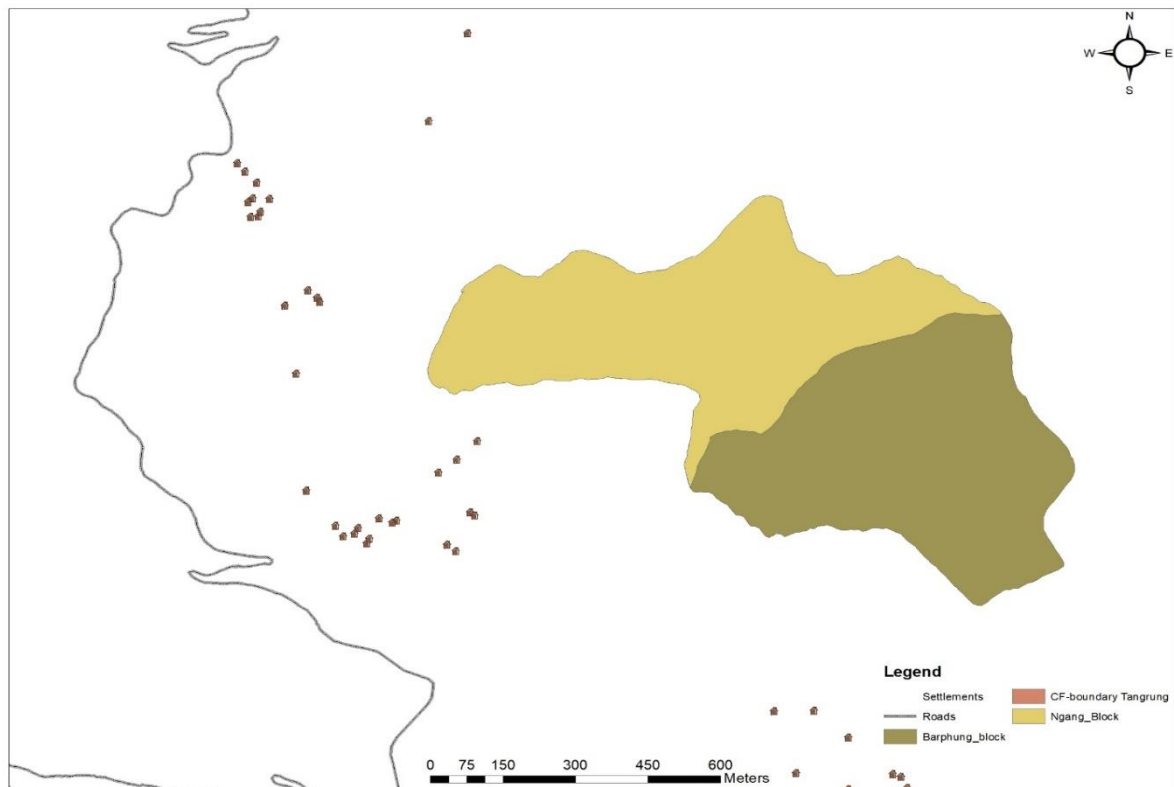 N
W E
S
Legend
Settlements CF-boundary Tangrung
Roads Ngang_Block
Barphung_block
0 75 150 300 450 600
Meters